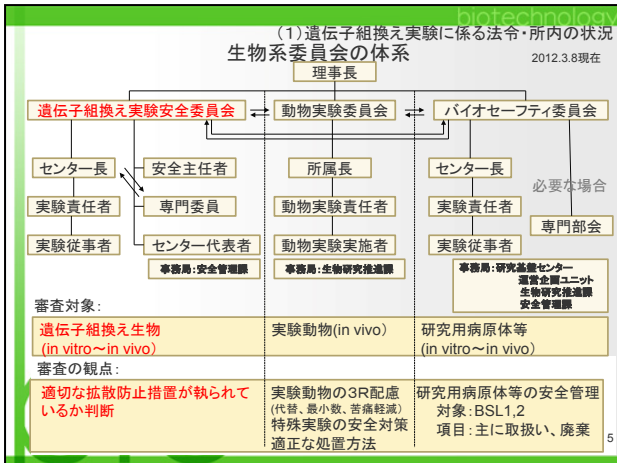 biotechnology
(1)遺伝子組換え実験に係る法令・所内の状況
生物系委員会の体系
2012.3.8現在
理事長
遺伝子組換え実験安全委員会
動物実験委員会
バイオセーフティ委員会
センター長
安全主任者
所属長
センター長
必要な場合
実験責任者
専門委員
動物実験責任者
実験責任者
専門部会
実験従事者
センター代表者
動物実験実施者
実験従事者
事務局:安全管理課
事務局:生物研究推進課
事務局:研究基盤センター
運営企画ユニット
生物研究推進課
安全管理課
審査対象:
遺伝子組換え生物
(in vitro～in vivo)
実験動物(in vivo)
研究用病原体等
(in vitro～in vivo)
審査の観点:
適切な拡散防止措置が執られて
いるか判断
実験動物の3R配慮
(代替、最小数、苦痛軽減)
特殊実験の安全対策
適正な処置方法
研究用病原体等の安全管理
対象:BSL1,2
項目:主に取扱い、廃棄
5